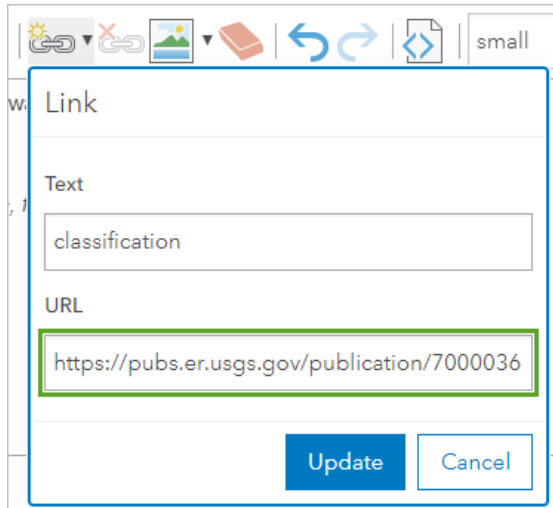 small
Link
Text
classification
URL
https://pubs.er.usgs.gov/publication/7000036
Update
Cancel